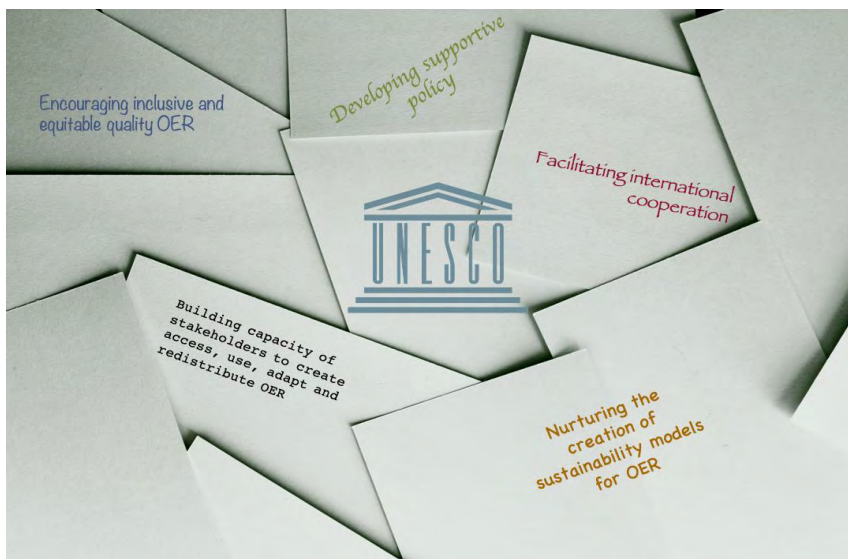 Developing supportive
policy
Encouraging inclusive and
equitable quality OER
Facilitating international
cooperation
UNESCO
Building capacity of
stakeholders to create
access, use, adapt and
redistribute OER
Nurturing the
creation of
sustainability models
for OER